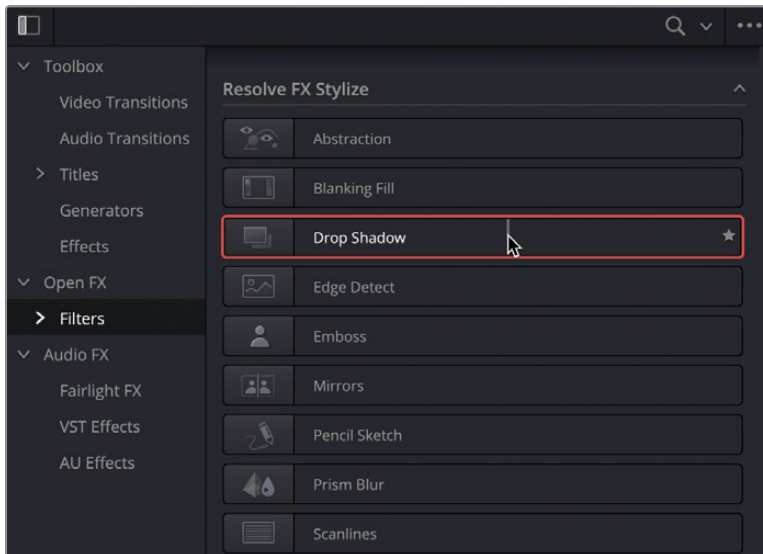 Toolbox
Video Transitions
Audio Transitions
Titles
Generators
Effects
Open FX
Filters
Audio FX
Fairlight FX
VST Effects
AU Effects
Resolve FX Stylize
Abstraction
Blanking Fill
Drop Shadow
Edge Detect
Emboss
Mirrors
Pencil Sketch
Prism Blur
Scanlines